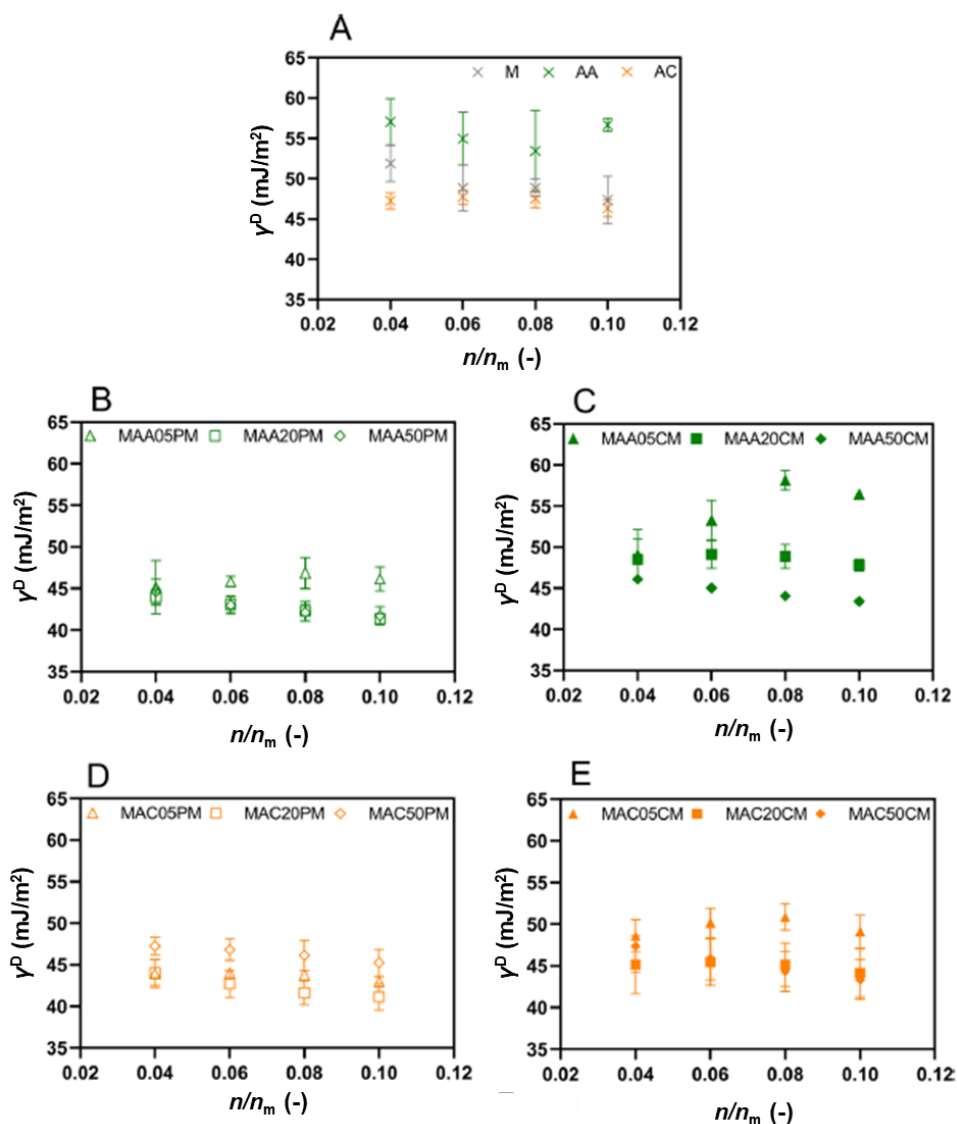 A
γD (mJ/m²)
65
60
55
50
45
40
35
M AA AC
0.02 0.04 0.06 0.08 0.10 0.12
n/nm (-)
B
γD (mJ/m²)
65
60
55
50
45
40
35
MAA05PM MAA20PM MAA50PM
0.02 0.04 0.06 0.08 0.10 0.12
n/nm (-)
C
γD (mJ/m²)
65
60
55
50
45
40
35
MAA05CM MAA20CM MAA50CM
0.02 0.04 0.06 0.08 0.10 0.12
n/nm (-)
D
γD (mJ/m²)
65
60
55
50
45
40
35
MAC05PM MAC20PM MAC50PM
0.02 0.04 0.06 0.08 0.10 0.12
n/nm (-)
E
γD (mJ/m²)
65
60
55
50
45
40
35
MAC05CM MAC20CM MAC50CM
0.02 0.04 0.06 0.08 0.10 0.12
n/nm (-)